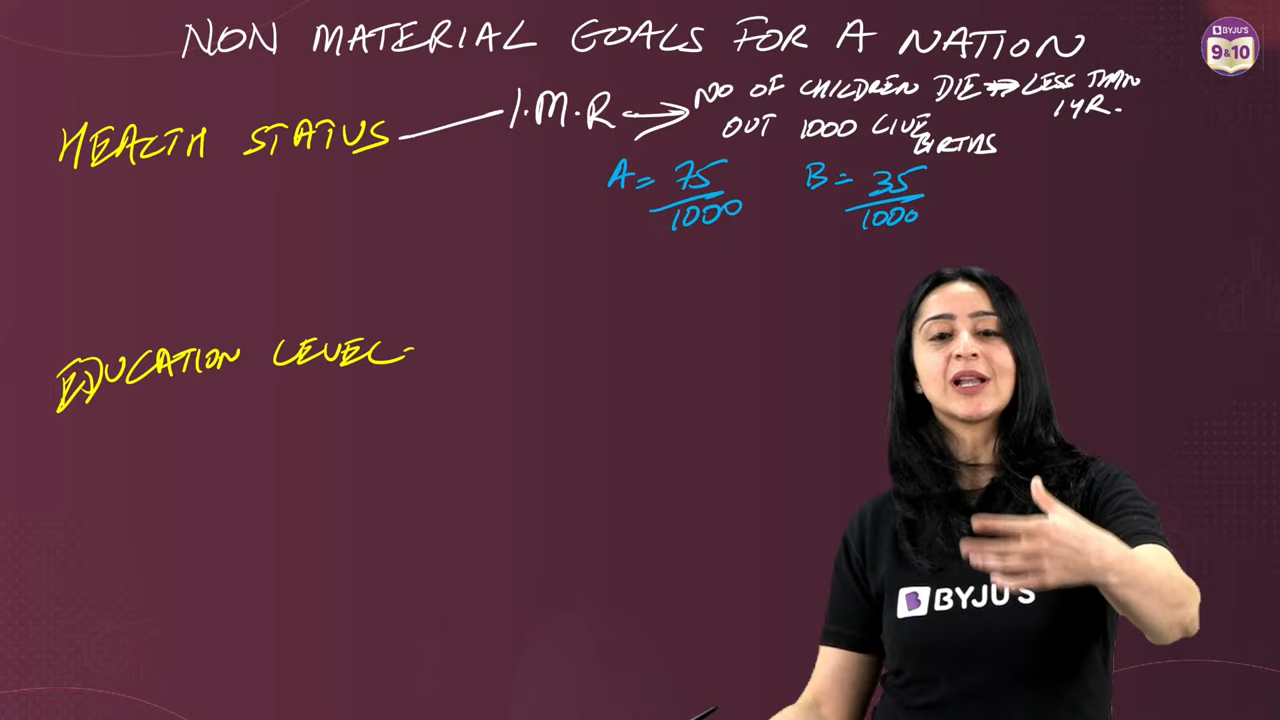 NON MATERIAL GOALS FOR A NATION
BYJU'S
9&10
HEALTH STATUS
I.M.R → NO OF CHILDREN DIE → LESS THAN
1YR.
OUT 1000 LIVE
BIRTHS
A = 75/1000 B = 35/1000
EDUCATION LEVEL-
B BYJU'S